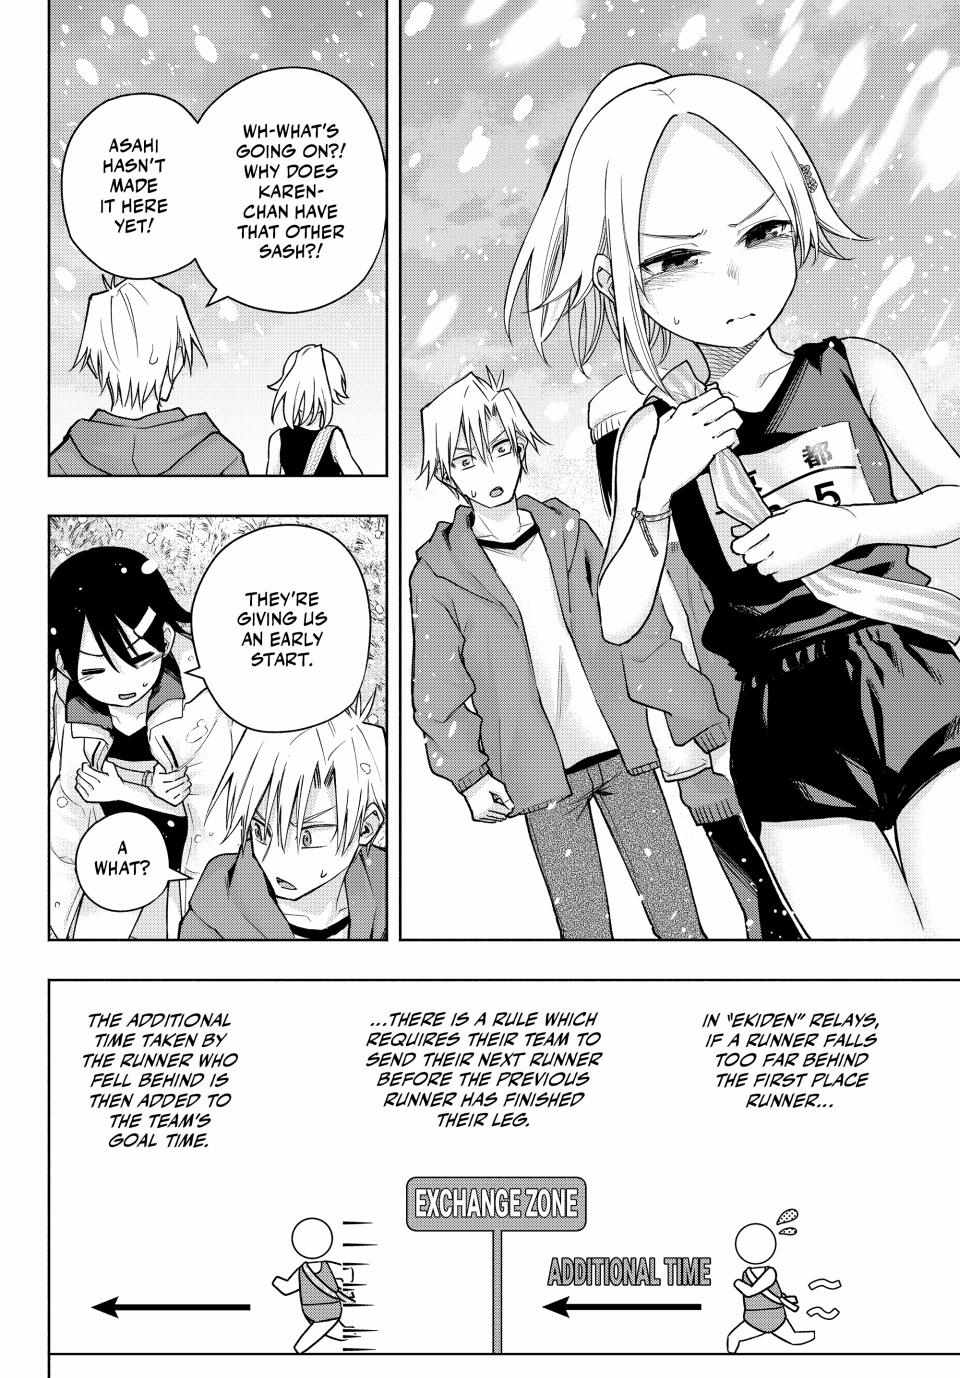 WH-WHAT'S
GOING ON?!
WHY DOES
KAREN-
CHAN HAVE
THAT OTHER
SASH?!
ASAHI
HASN'T
MADE
IT HERE
YET!
都
5
THEY'RE
GIVING US
AN EARLY
START.
A
WHAT?
IN "EKIDEN" RELAYS,
IF A RUNNER FALLS
TOO FAR BEHIND
THE FIRST PLACE
RUNNER...
...THERE IS A RULE WHICH
REQUIRES THEIR TEAM TO
SEND THEIR NEXT RUNNER
BEFORE THE PREVIOUS
RUNNER HAS FINISHED
THEIR LEG.
THE ADDITIONAL
TIME TAKEN BY
THE RUNNER WHO
FELL BEHIND IS
THEN ADDED TO
THE TEAM'S
GOAL TIME.
EXCHANGE ZONE
ADDITIONAL TIME